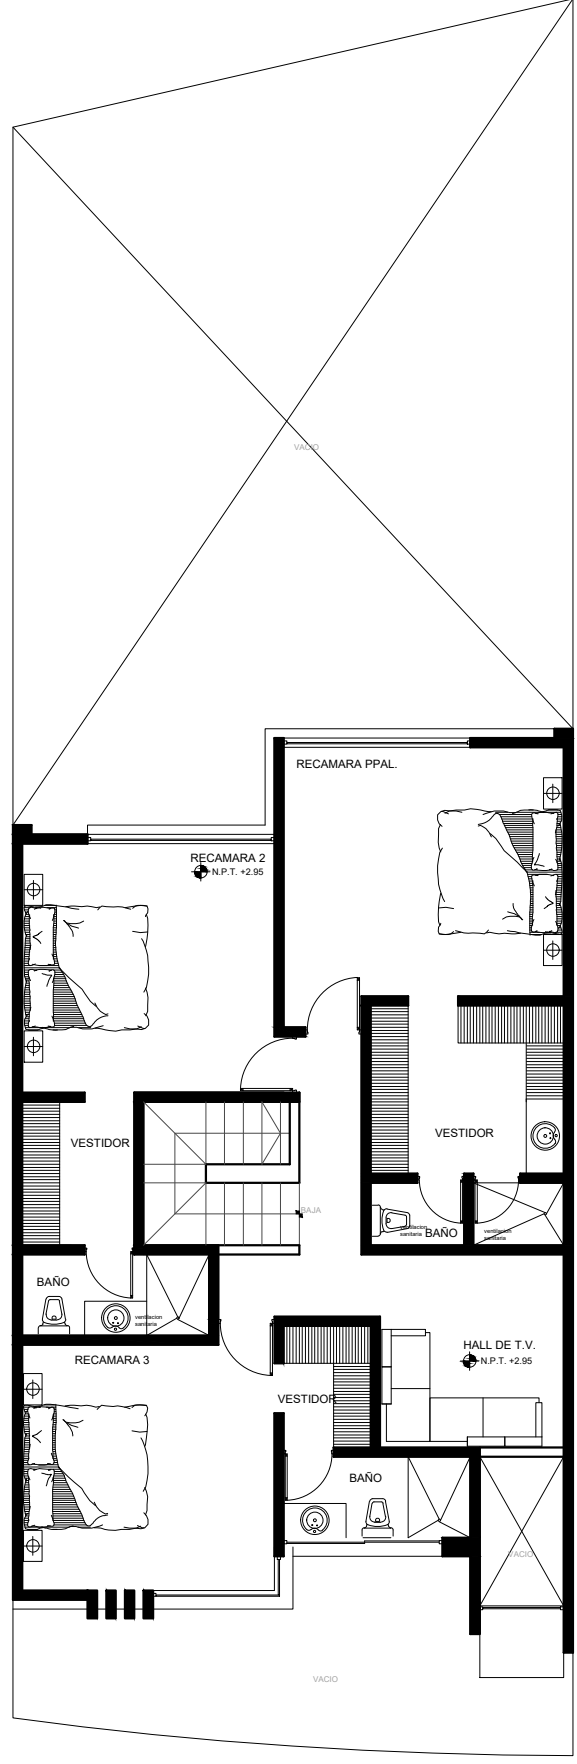 VACIO
RECAMARA PPAL.
RECAMARA 2
N.P.T. +2.95
VESTIDOR
VESTIDOR
BAJA
ventilacion
sanitaria
BAÑO
ventilacion
sanitaria
BAÑO
ventilacion
sanitaria
HALL DE T.V.
N.P.T. +2.95
RECAMARA 3
VESTIDOR
BAÑO
VACIO
VACIO